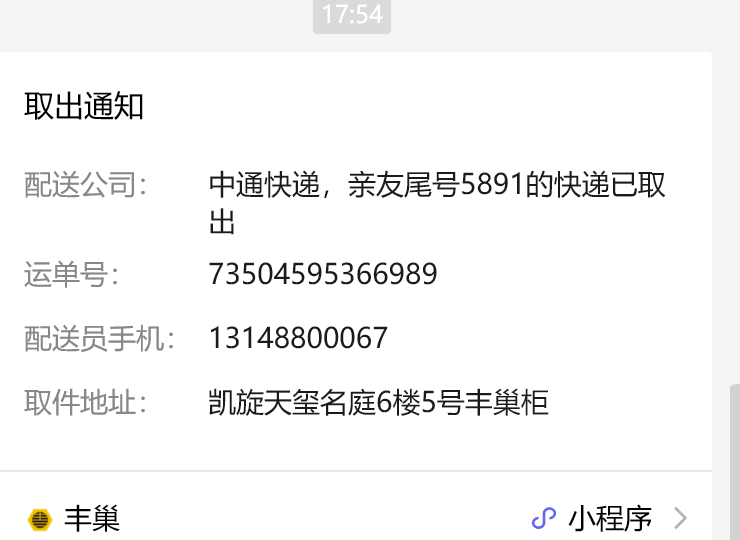 17:54
取出通知
配送公司： 中通快递，亲友尾号5891的快递已取
出
运单号： 73504595366989
配送员手机： 13148800067
取件地址： 凯旋天玺名庭6楼5号丰巢柜
丰巢 小程序